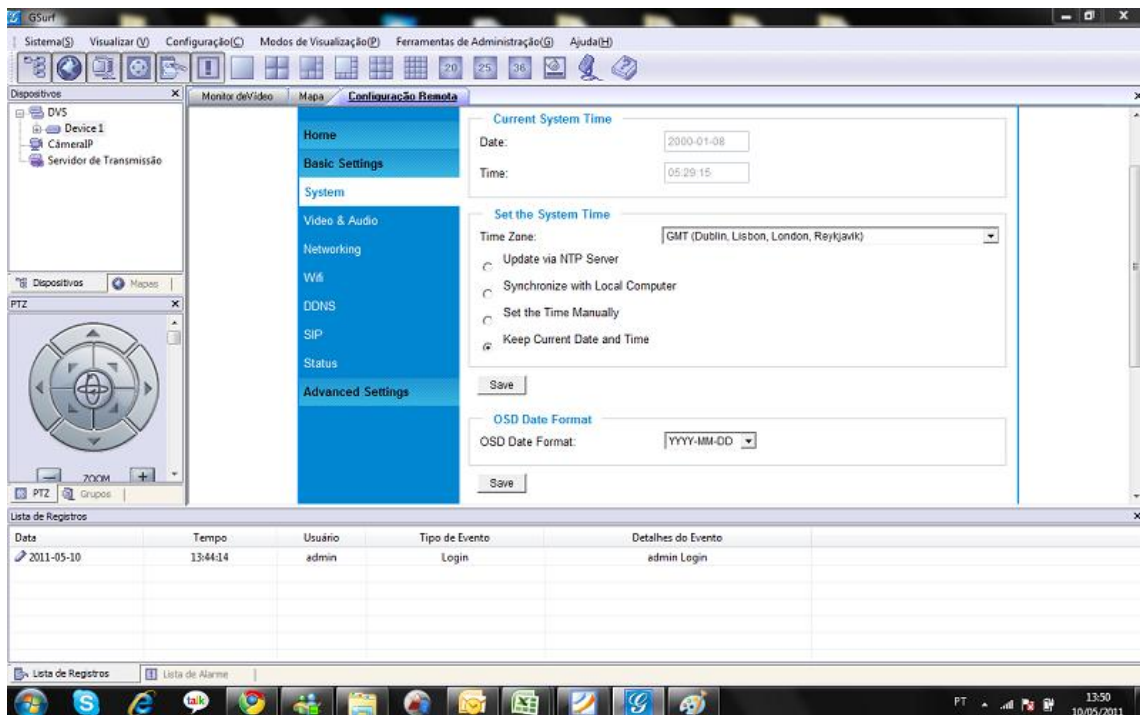 GSurf
Sistema(S) Visualizar (V) Configuração(C) Modos de Visualização(P) Ferramentas de Administração(G) Ajuda(H)
20 25 36
Dispositivos
DVS
Device 1
CâmeraIP
Servidor de Transmissão
Dispositivos Mapas
PTZ
ZOOM
PTZ Grupos
Monitor deVídeo Mapa Configuração Remota
Home
Basic Settings
System
Video & Audio
Networking
Wifi
DDNS
SIP
Status
Advanced Settings
Current System Time
Date: 2000-01-08
Time: 05:29:15
Set the System Time
Time Zone: GMT (Dublin, Lisbon, London, Reykjavik)
Update via NTP Server
Synchronize with Local Computer
Set the Time Manually
Keep Current Date and Time
Save
OSD Date Format
OSD Date Format: YYYY-MM-DD
Save
Lista de Registros
Data Tempo Usuário Tipo de Evento Detalhes do Evento
2011-05-10 13:44:14 admin Login admin Login
Lista de Registros Lista de Alarme
talk
PT
13:50
10/05/2011